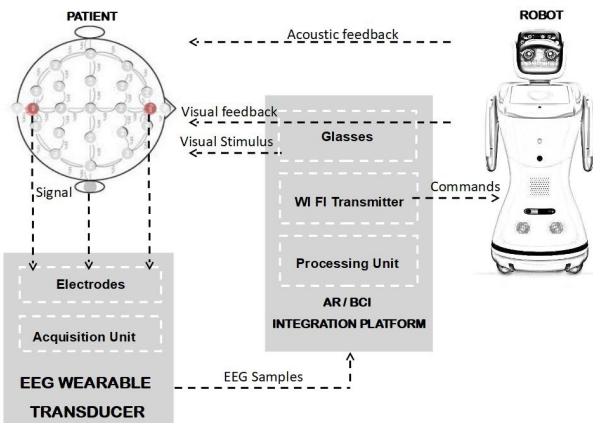 PATIENT
ROBOT
Acoustic feedback
Visual feedback
Glasses
Visual Stimulus
Signal
WI FI Transmitter
Commands
Processing Unit
Electrodes
AR / BCI
INTEGRATION PLATFORM
Acquisition Unit
EEG Samples
EEG WEARABLE
TRANSDUCER